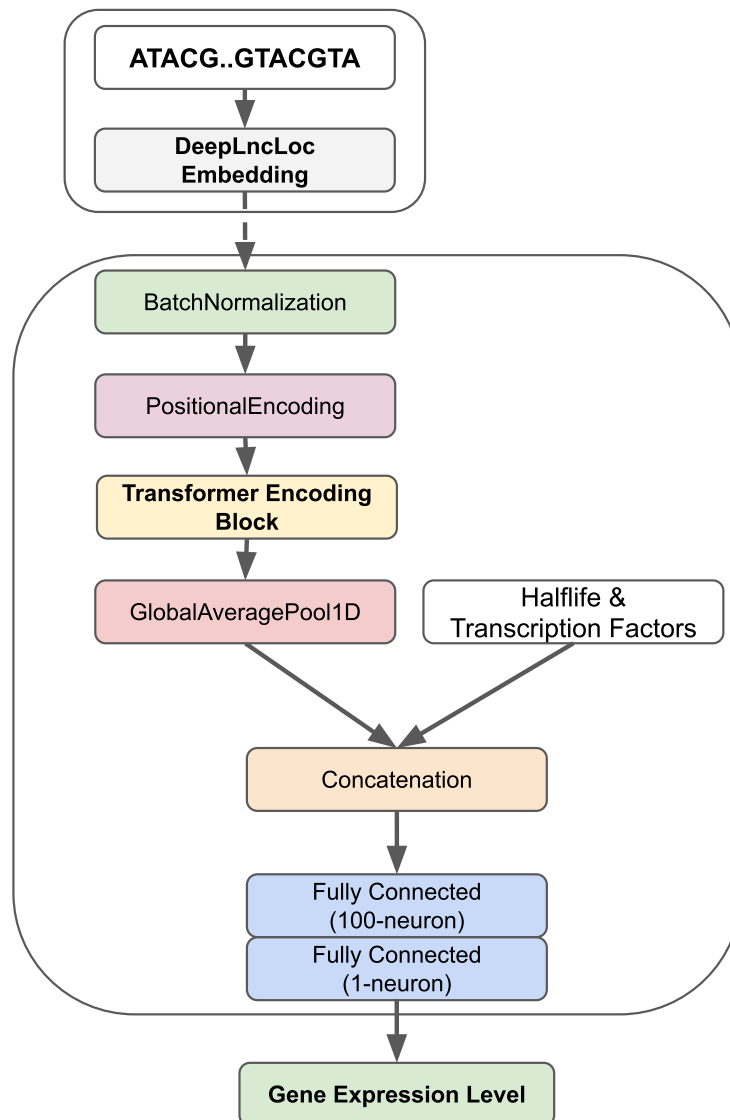 ATACG..GTACGTA
DeepLncLoc
Embedding
BatchNormalization
PositionalEncoding
Transformer Encoding
Block
GlobalAveragePool1D
Halflife &
Transcription Factors
Concatenation
Fully Connected
(100-neuron)
Fully Connected
(1-neuron)
Gene Expression Level